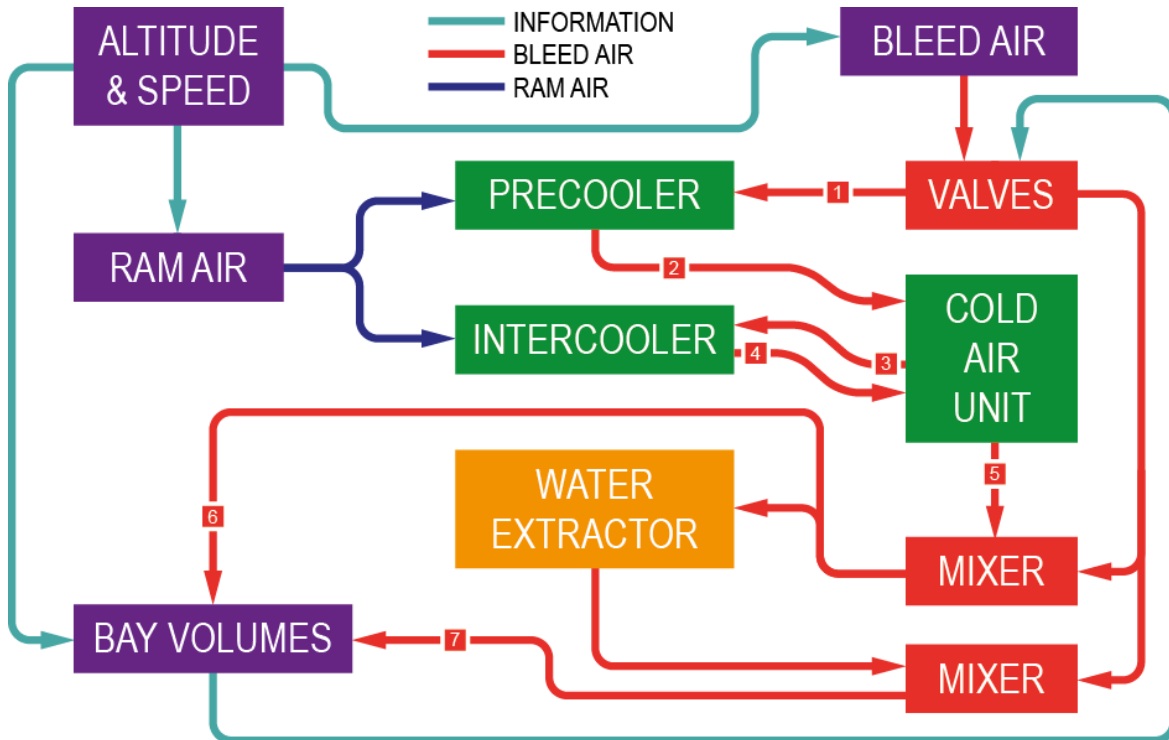 ALTITUDE
& SPEED
INFORMATION
BLEED AIR
RAM AIR
BLEED AIR
PRECOOLER
1
VALVES
RAM AIR
2
INTERCOOLER
4
3
COLD
AIR
UNIT
WATER
EXTRACTOR
5
6
MIXER
BAY VOLUMES
7
MIXER